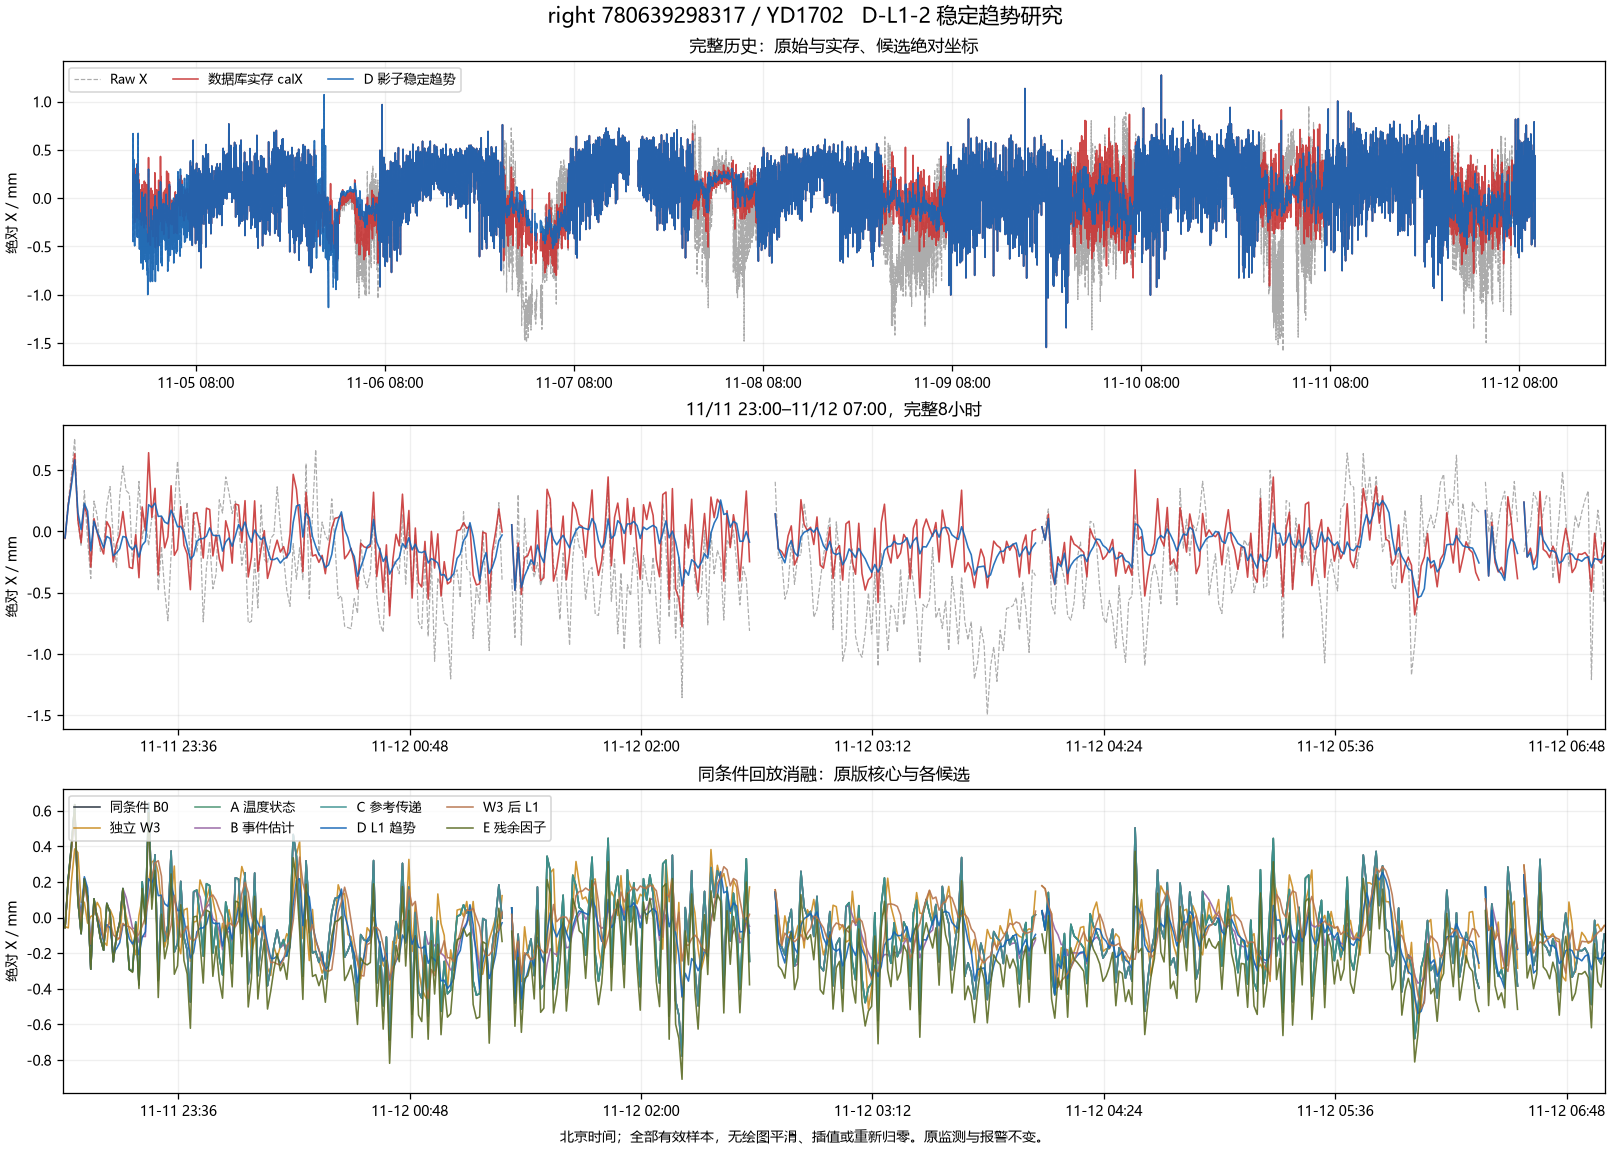 right 780639298317 / YD1702   D-L1-2 稳定趋势研究
完整历史：原始与实存、候选绝对坐标
Raw X
数据库实存 calX
D 影子稳定趋势
绝对 X / mm
1.0
0.5
0.0
-0.5
-1.0
-1.5
11-05 08:00
11-06 08:00
11-07 08:00
11-08 08:00
11-09 08:00
11-10 08:00
11-11 08:00
11-12 08:00
11/11 23:00–11/12 07:00，完整8小时
绝对 X / mm
0.5
0.0
-0.5
-1.0
-1.5
11-11 23:36
11-12 00:48
11-12 02:00
11-12 03:12
11-12 04:24
11-12 05:36
11-12 06:48
同条件回放消融：原版核心与各候选
同条件 B0
A 温度状态
C 参考传递
W3 后 L1
独立 W3
B 事件估计
D L1 趋势
E 残余因子
绝对 X / mm
0.6
0.4
0.2
0.0
-0.2
-0.4
-0.6
-0.8
11-11 23:36
11-12 00:48
11-12 02:00
11-12 03:12
11-12 04:24
11-12 05:36
11-12 06:48
北京时间；全部有效样本，无绘图平滑、插值或重新归零。原监测与报警不变。